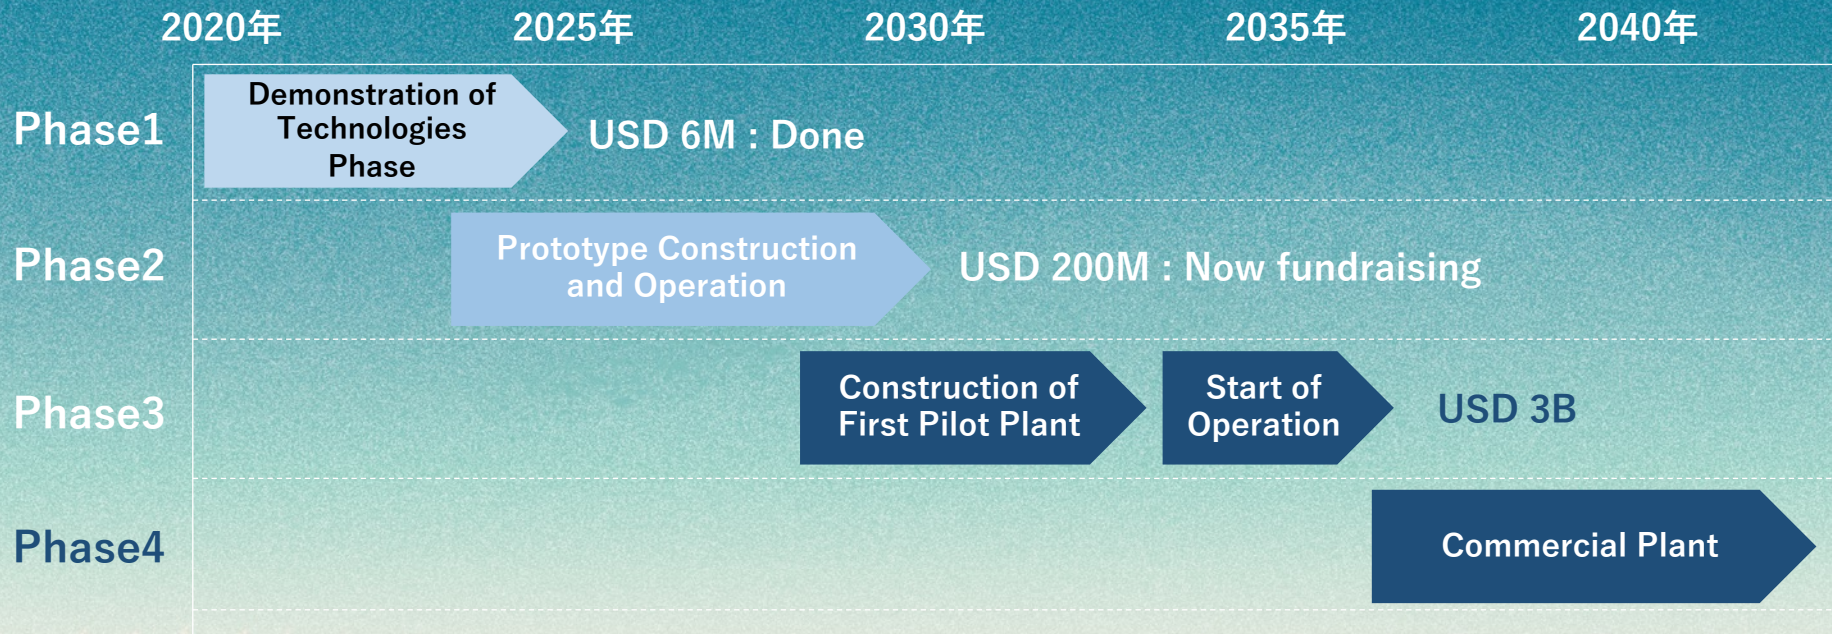 2020年 2025年 2030年 2035年 2040年
Phase1
Demonstration of
Technologies
Phase
USD 6M : Done
Phase2
Prototype Construction
and Operation
USD 200M : Now fundraising
Phase3
Construction of
First Pilot Plant
Start of
Operation
USD 3B
Phase4
Commercial Plant